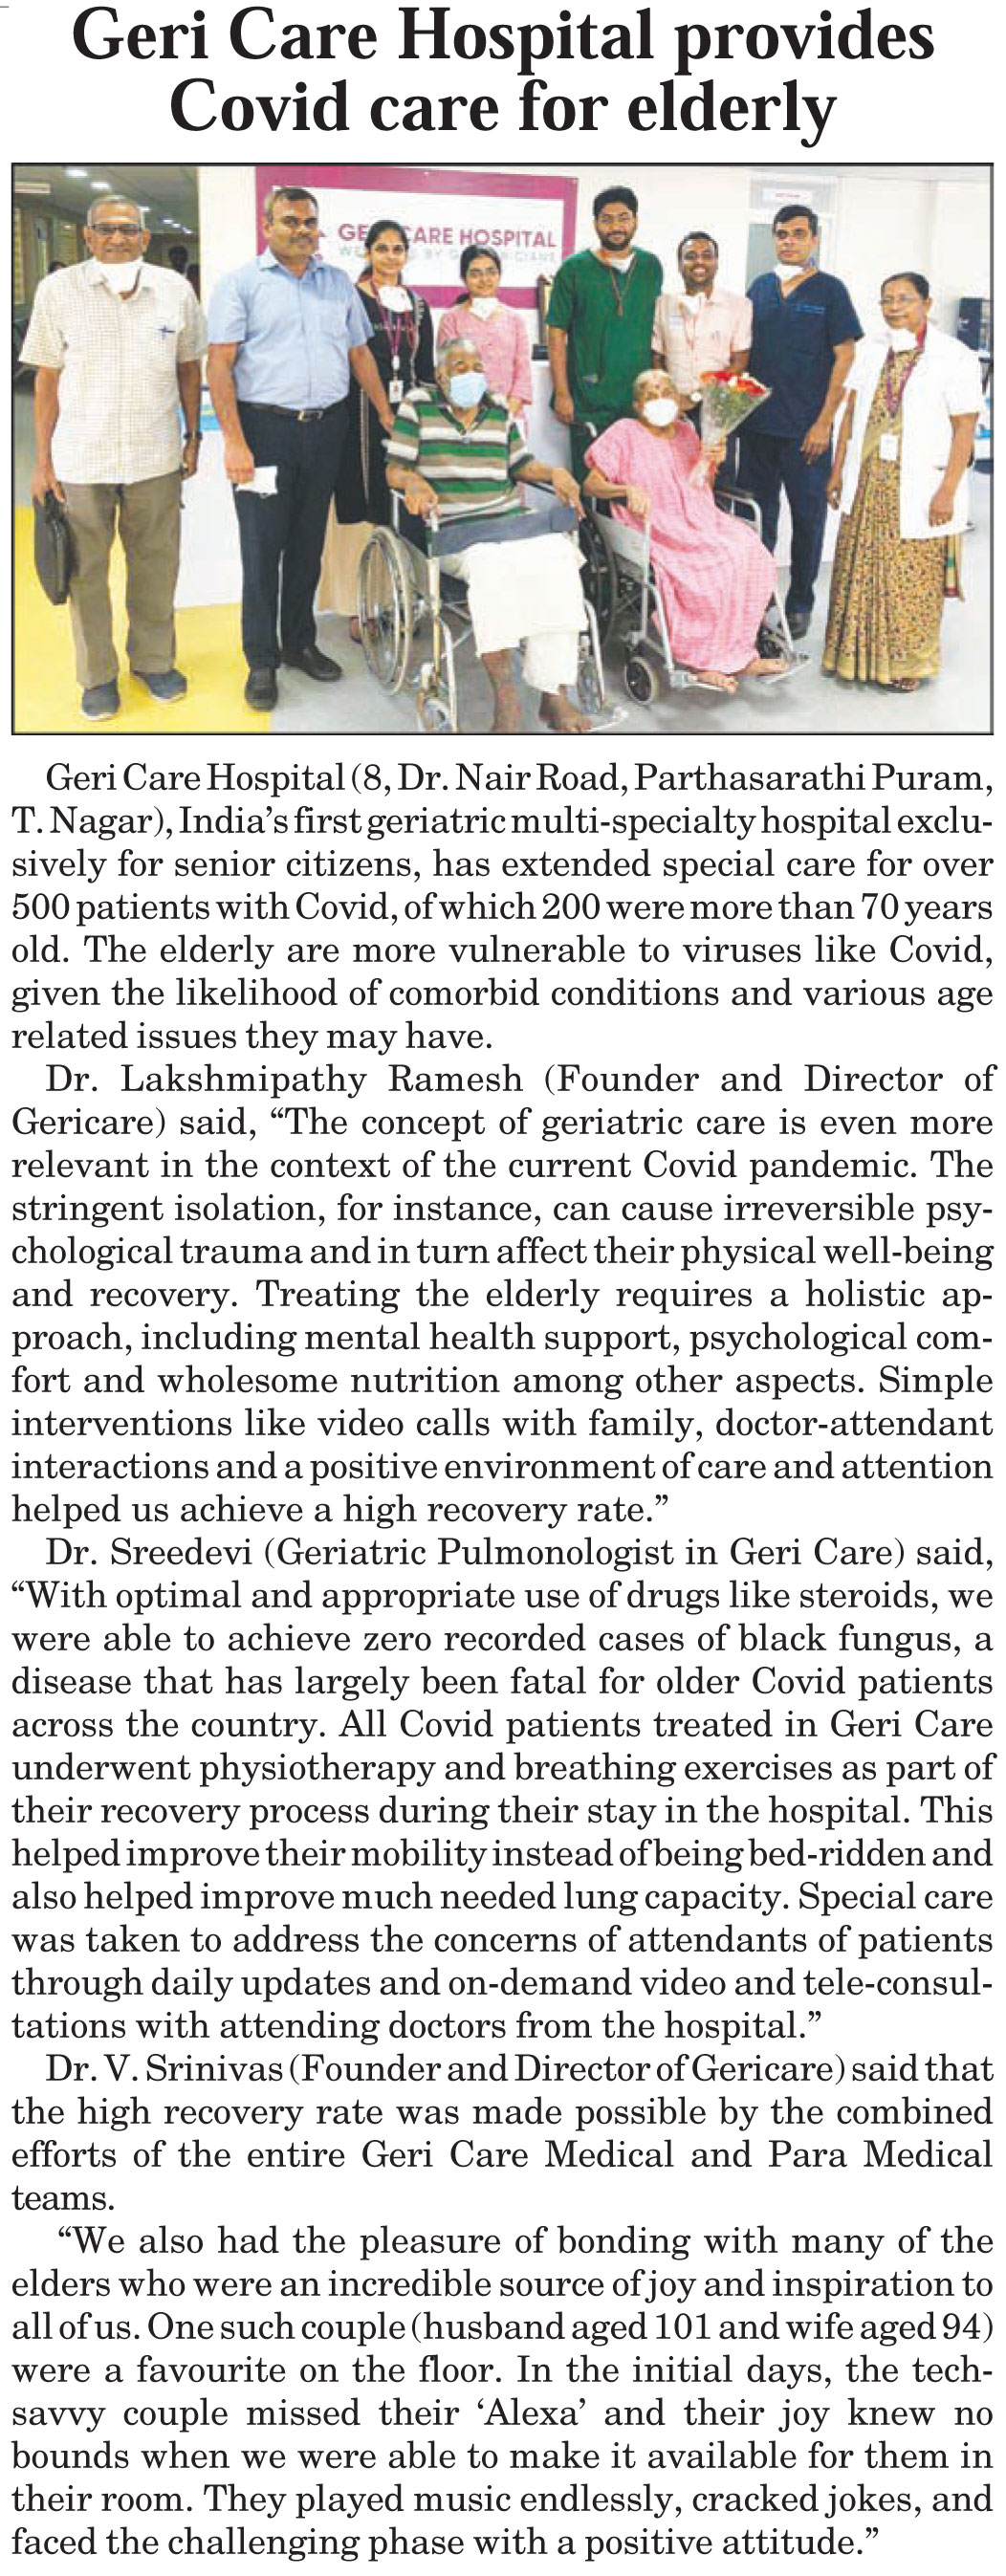 Geri Care Hospital provides
Covid care for elderly
GERI CARE HOSPITAL
Geri Care Hospital (8, Dr. Nair Road, Parthasarathi Puram,
T. Nagar), India’s first geriatric multi-specialty hospital exclu-
sively for senior citizens, has extended special care for over
500 patients with Covid, of which 200 were more than 70 years
old. The elderly are more vulnerable to viruses like Covid,
given the likelihood of comorbid conditions and various age
related issues they may have.
Dr. Lakshmipathy Ramesh (Founder and Director of
Gericare) said, “The concept of geriatric care is even more
relevant in the context of the current Covid pandemic. The
stringent isolation, for instance, can cause irreversible psy-
chological trauma and in turn affect their physical well-being
and recovery. Treating the elderly requires a holistic ap-
proach, including mental health support, psychological com-
fort and wholesome nutrition among other aspects. Simple
interventions like video calls with family, doctor-attendant
interactions and a positive environment of care and attention
helped us achieve a high recovery rate.”
Dr. Sreedevi (Geriatric Pulmonologist in Geri Care) said,
“With optimal and appropriate use of drugs like steroids, we
were able to achieve zero recorded cases of black fungus, a
disease that has largely been fatal for older Covid patients
across the country. All Covid patients treated in Geri Care
underwent physiotherapy and breathing exercises as part of
their recovery process during their stay in the hospital. This
helped improve their mobility instead of being bed-ridden and
also helped improve much needed lung capacity. Special care
was taken to address the concerns of attendants of patients
through daily updates and on-demand video and tele-consul-
tations with attending doctors from the hospital.”
Dr. V. Srinivas (Founder and Director of Gericare) said that
the high recovery rate was made possible by the combined
efforts of the entire Geri Care Medical and Para Medical
teams.
“We also had the pleasure of bonding with many of the
elders who were an incredible source of joy and inspiration to
all of us. One such couple (husband aged 101 and wife aged 94)
were a favourite on the floor. In the initial days, the tech-
savvy couple missed their ‘Alexa’ and their joy knew no
bounds when we were able to make it available for them in
their room. They played music endlessly, cracked jokes, and
faced the challenging phase with a positive attitude.”